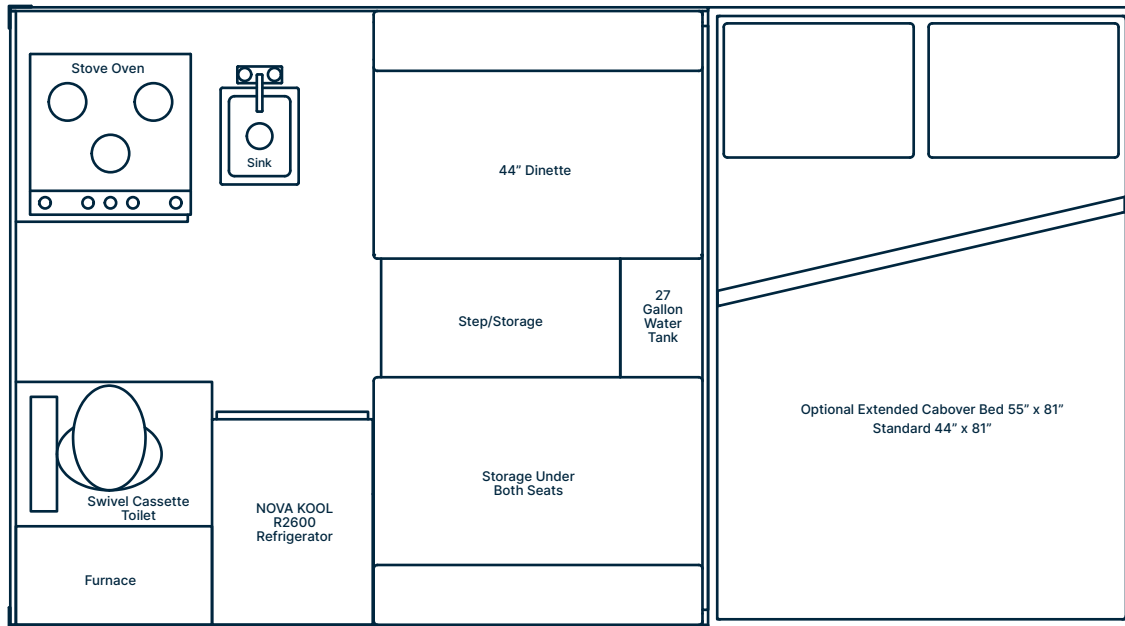 Stove Oven
Sink
44” Dinette
Step/Storage
27
Gallon
Water
Tank
Optional Extended Cabover Bed 55” x 81”
Standard 44” x 81”
Storage Under
Both Seats
Swivel Cassette
Toilet
NOVA KOOL
R2600
Refrigerator
Furnace